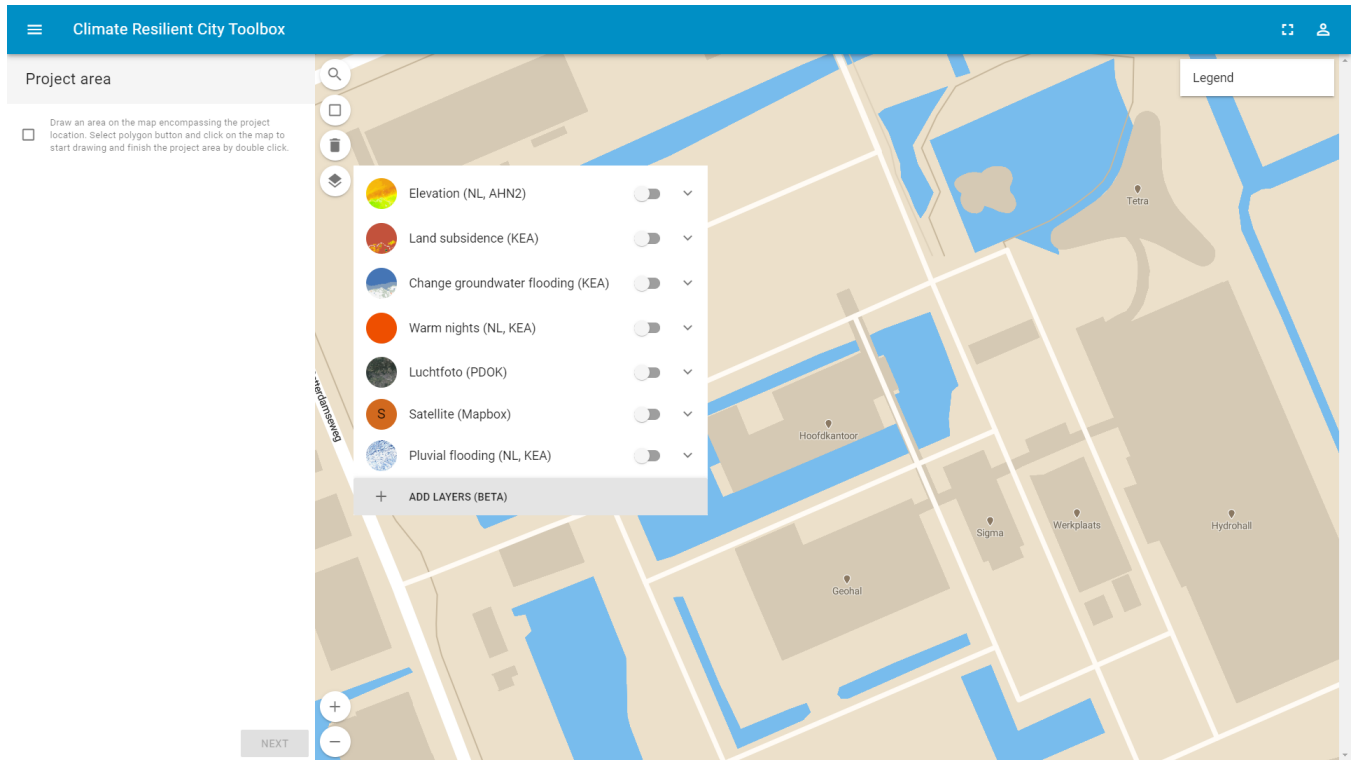 Climate Resilient City Toolbox
Project area
Draw an area on the map encompassing the project
location. Select polygon button and click on the map to
start drawing and finish the project area by double click.
NEXT
Legend
Elevation (NL, AHN2)
Land subsidence (KEA)
Change groundwater flooding (KEA)
Warm nights (NL, KEA)
Luchtfoto (PDOK)
S Satellite (Mapbox)
Pluvial flooding (NL, KEA)
+ ADD LAYERS (BETA)
Tetra
Hoofdkantoor
Sigma
Werkplaats
Hydrohall
Geohal
+
−